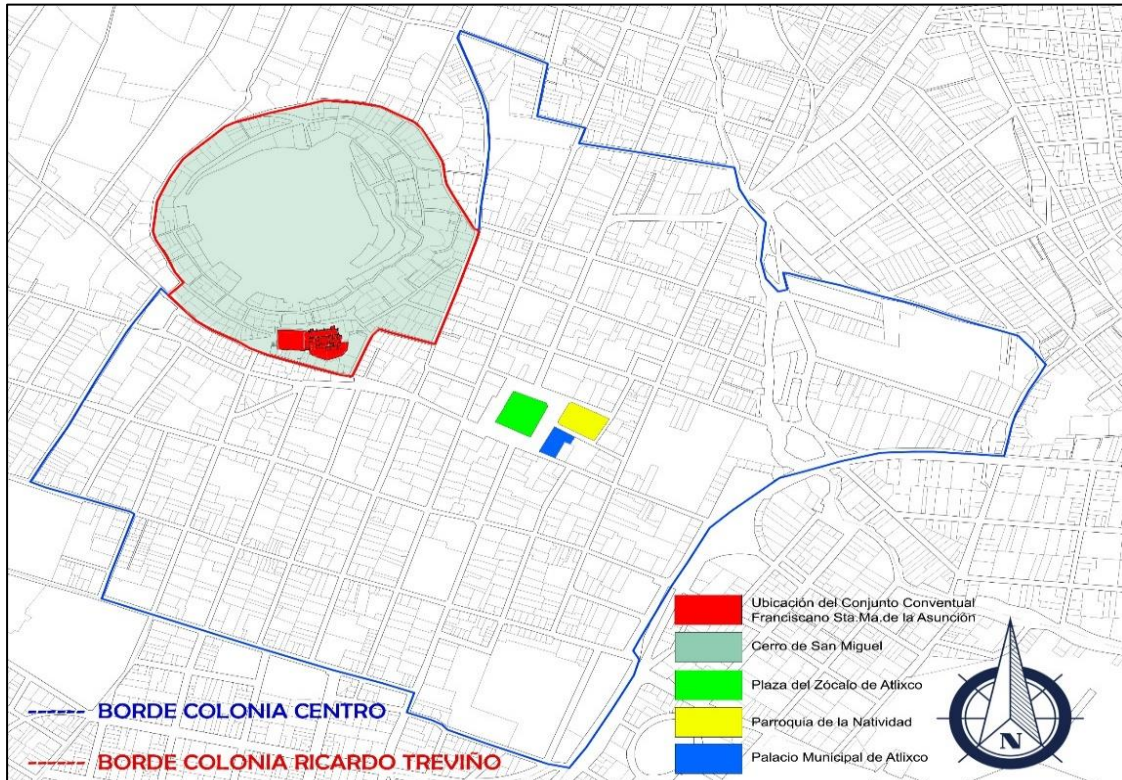 Ubicación del Conjunto Conventual
Franciscano Sta.Ma.de la Asunción
Cerro de San Miguel
Plaza del Zócalo de Atlixco
Parroquia de la Natividad
Palacio Municipal de Atlixco
BORDE COLONIA CENTRO
BORDE COLONIA RICARDO TREVIÑO
N